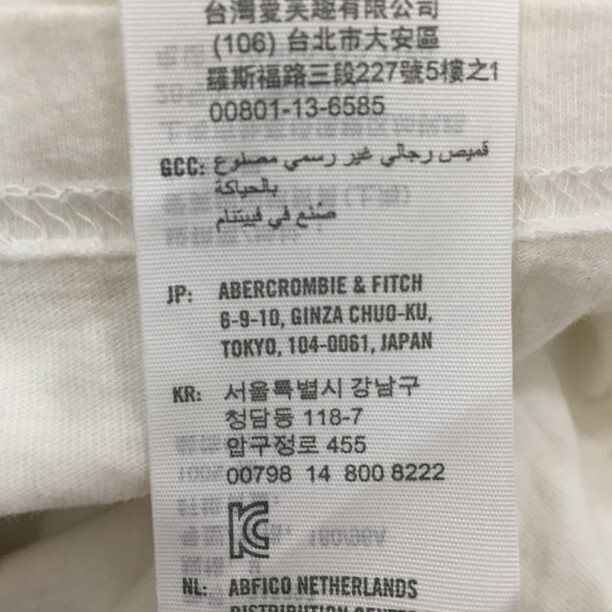 台灣愛芙趣有限公司
(106) 台北市大安區
羅斯福路三段227號5樓之1
00801-13-6585
GCC: قميص رجالي غير رسمي مصنوع
بالحياكة
صُنع في فييتنام
JP: ABERCROMBIE & FITCH
6-9-10, GINZA CHUO-KU,
TOKYO, 104-0061, JAPAN
KR: 서울특별시 강남구
청담동 118-7
압구정로 455
00798 14 800 8222
NL: ABFICO NETHERLANDS
DISTRIBUTION CENTER